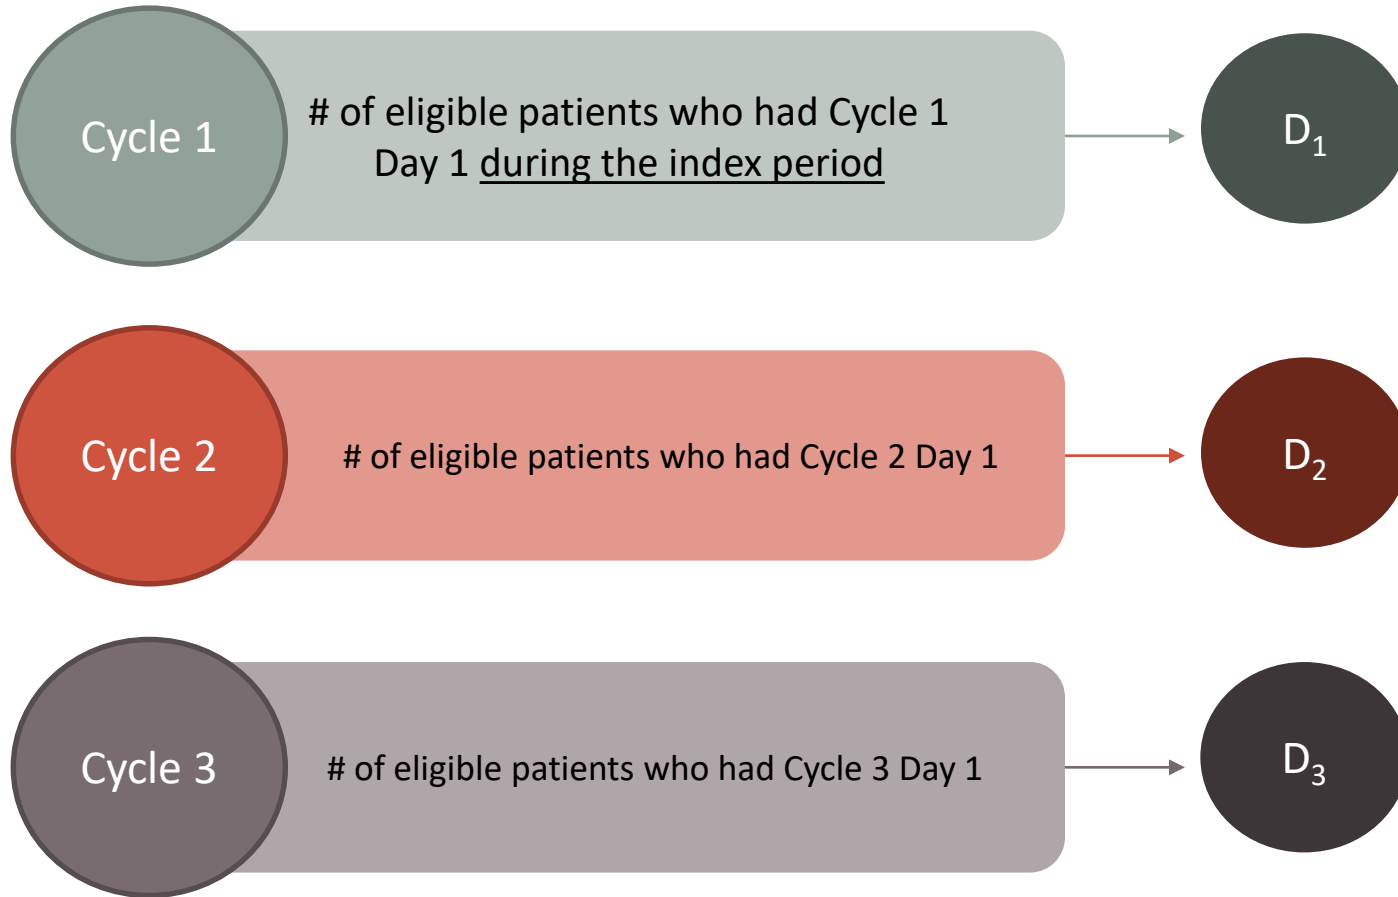 Cycle 1
# of eligible patients who had Cycle 1
Day 1 during the index period
D₁
Cycle 2
# of eligible patients who had Cycle 2 Day 1
D₂
Cycle 3
# of eligible patients who had Cycle 3 Day 1
D₃